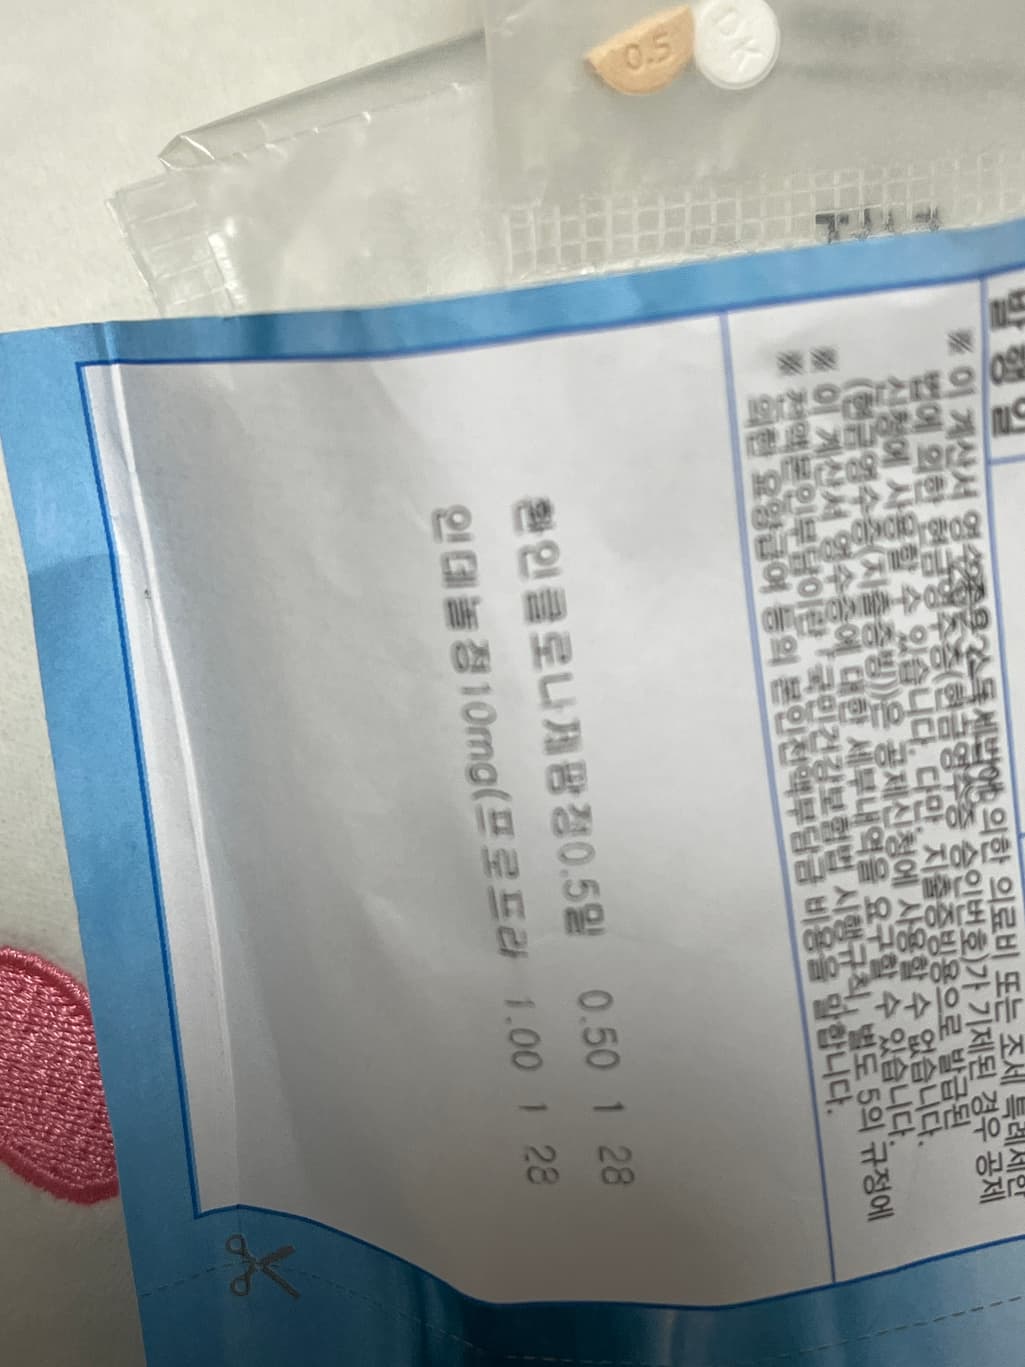 0.5
DK
발행일
※ 이 계산서 영수증은 소득세법에 의한 의료비 또는 조세 특례제한
법에 의한 현금영수증(현금영수증 승인번호)가 기재된 경우 공제
신청에 사용할 수 있습니다. 다만, 지출증빙용으로 발급된
(현금영수증(지출증빙))은 공제신청에 사용할 수 없습니다.
※ 이 계산서 영수증에 대한 세부내역을 요구할 수 있습니다.
※ 전액본인부담이란 국민건강보험법 시행규칙 별도 5의 규정에
의한 요양급여 등의 본인전액부담금 비용을 말합니다.
환인클로나제팜정0.5밀 0.50 1 28
인데놀정10mg(프로프라 1.00 1 28